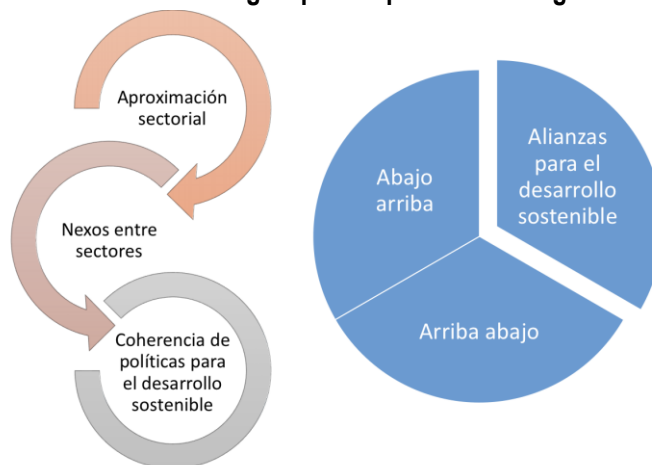 Aproximación
sectorial
Nexos entre
sectores
Coherencia de
políticas para
el desarrollo
sostenible
Abajo
arriba
Alianzas
para el
desarrollo
sostenible
Arriba abajo